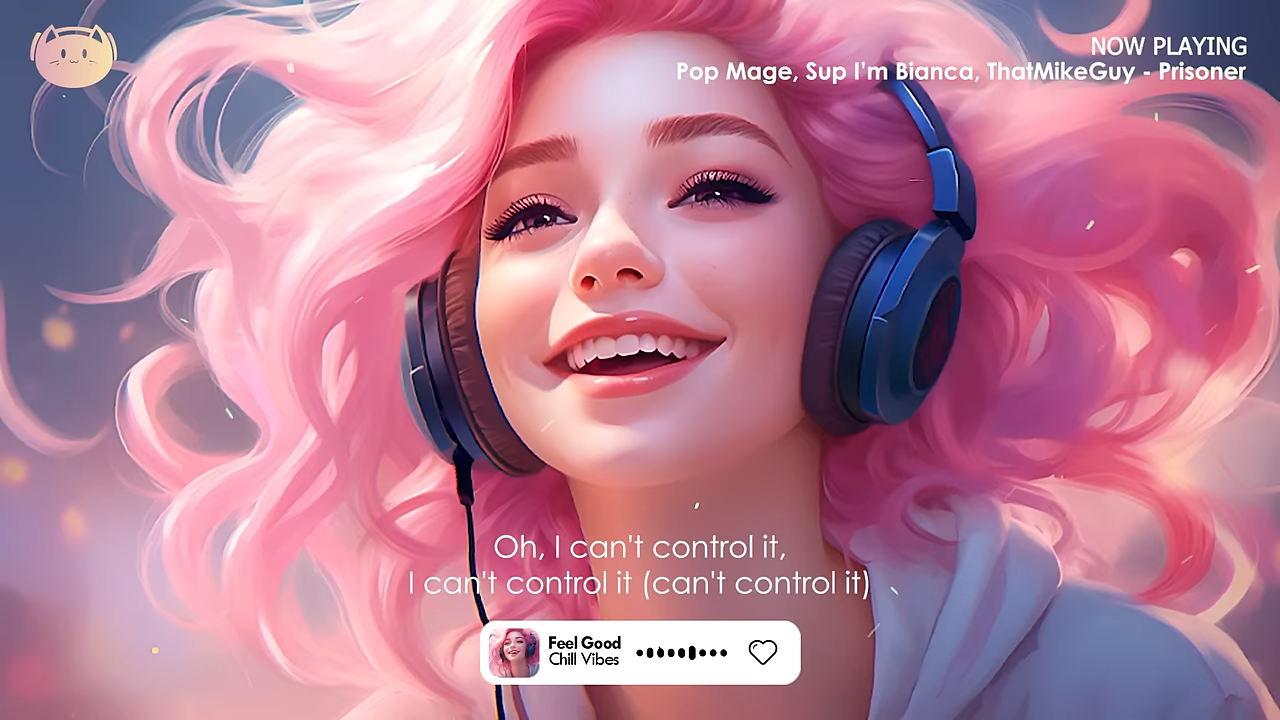 NOW PLAYING
Pop Mage, Sup I’m Bianca, ThatMikeGuy - Prisoner
Oh, I can't control it,
I can't control it (can't control it)
Feel Good
Chill Vibes